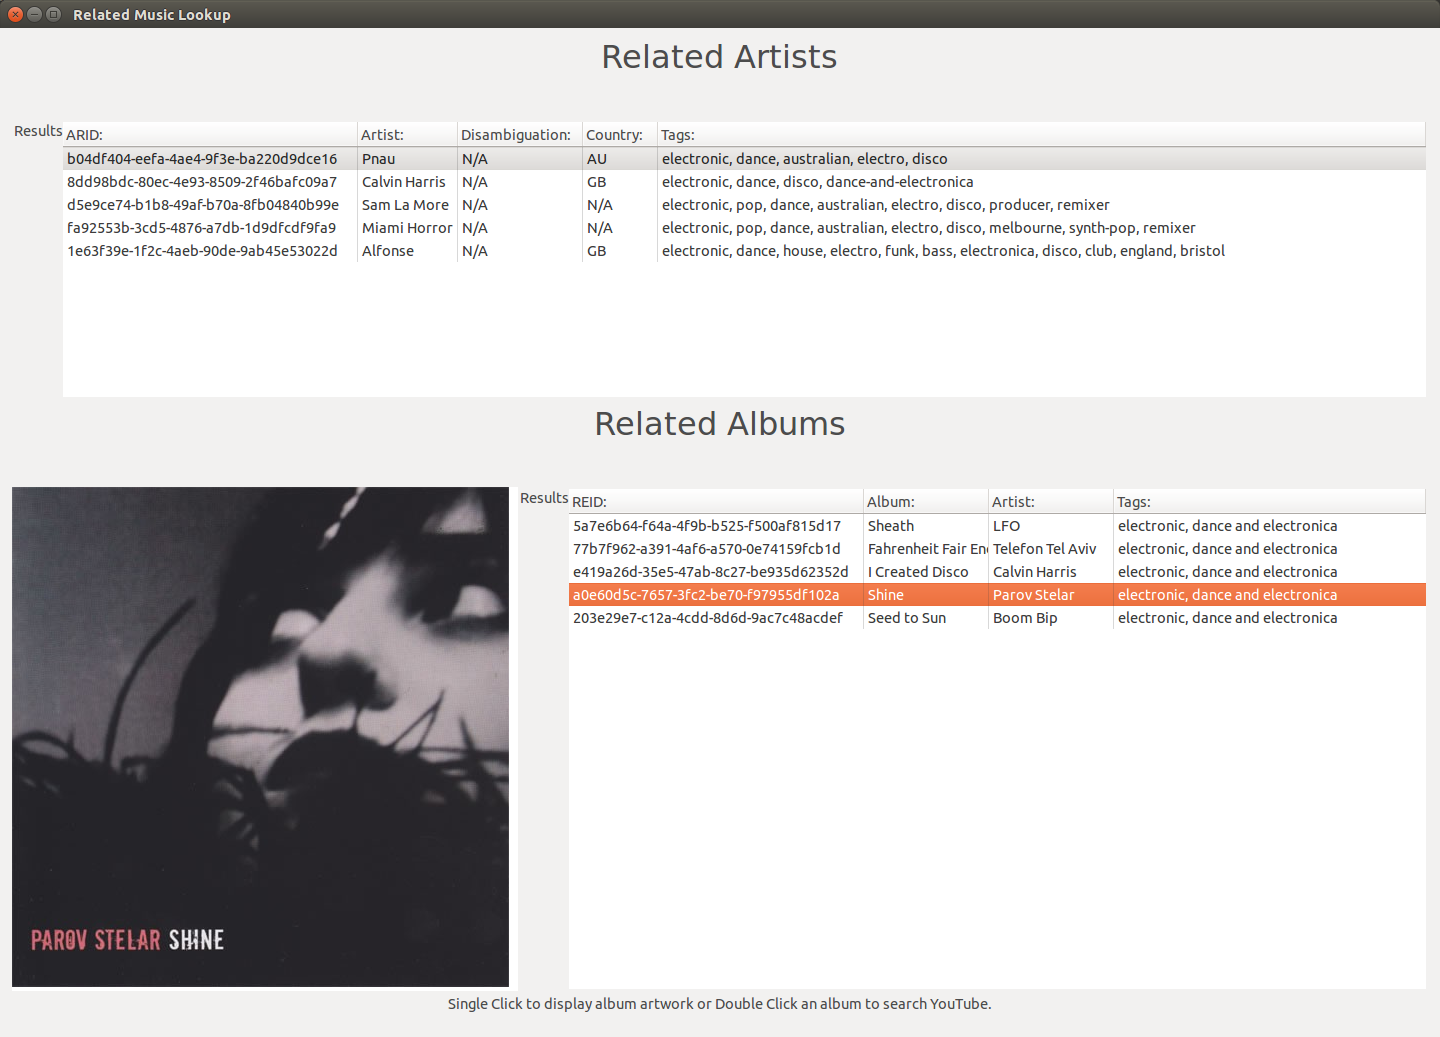 Related Music Lookup
Related Artists
Results
ARID: Artist: Disambiguation: Country: Tags:
b04df404-eefa-4ae4-9f3e-ba220d9dce16 Pnau N/A AU electronic, dance, australian, electro, disco
8dd98bdc-80ec-4e93-8509-2f46bafc09a7 Calvin Harris N/A GB electronic, dance, disco, dance-and-electronica
d5e9ce74-b1b8-49af-b70a-8fb04840b99e Sam La More N/A N/A electronic, pop, dance, australian, electro, disco, producer, remixer
fa92553b-3cd5-4876-a7db-1d9dfcdf9fa9 Miami Horror N/A N/A electronic, pop, dance, australian, electro, disco, melbourne, synth-pop, remixer
1e63f39e-1f2c-4aeb-90de-9ab45e53022d Alfonse N/A GB electronic, dance, house, electro, funk, bass, electronica, disco, club, england, bristol
Related Albums
PAROV STELAR SHINE
Results
REID: Album: Artist: Tags:
5a7e6b64-f64a-4f9b-b525-f500af815d17 Sheath LFO electronic, dance and electronica
77b7f962-a391-4af6-a570-0e74159fcb1d Fahrenheit Fair En Telefon Tel Aviv electronic, dance and electronica
e419a26d-35e5-47ab-8c27-be935d62352d I Created Disco Calvin Harris electronic, dance and electronica
a0e60d5c-7657-3fc2-be70-f97955df102a Shine Parov Stelar electronic, dance and electronica
203e29e7-c12a-4cdd-8d6d-9ac7c48acdef Seed to Sun Boom Bip electronic, dance and electronica
Single Click to display album artwork or Double Click an album to search YouTube.